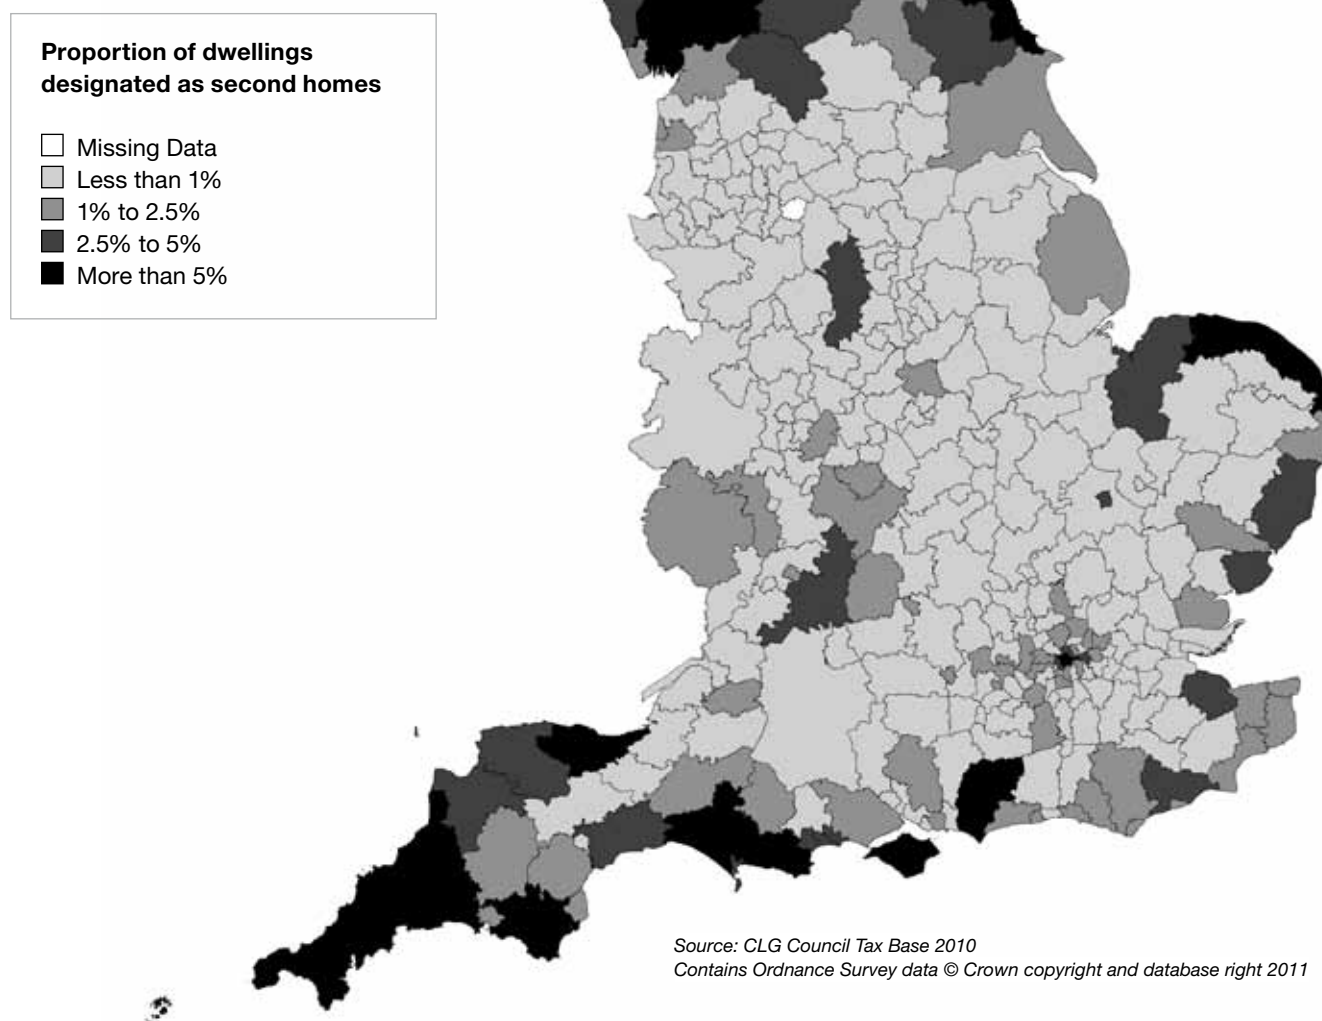 Proportion of dwellings
designated as second homes
Missing Data
Less than 1%
1% to 2.5%
2.5% to 5%
More than 5%
Source: CLG Council Tax Base 2010
Contains Ordnance Survey data © Crown copyright and database right 2011